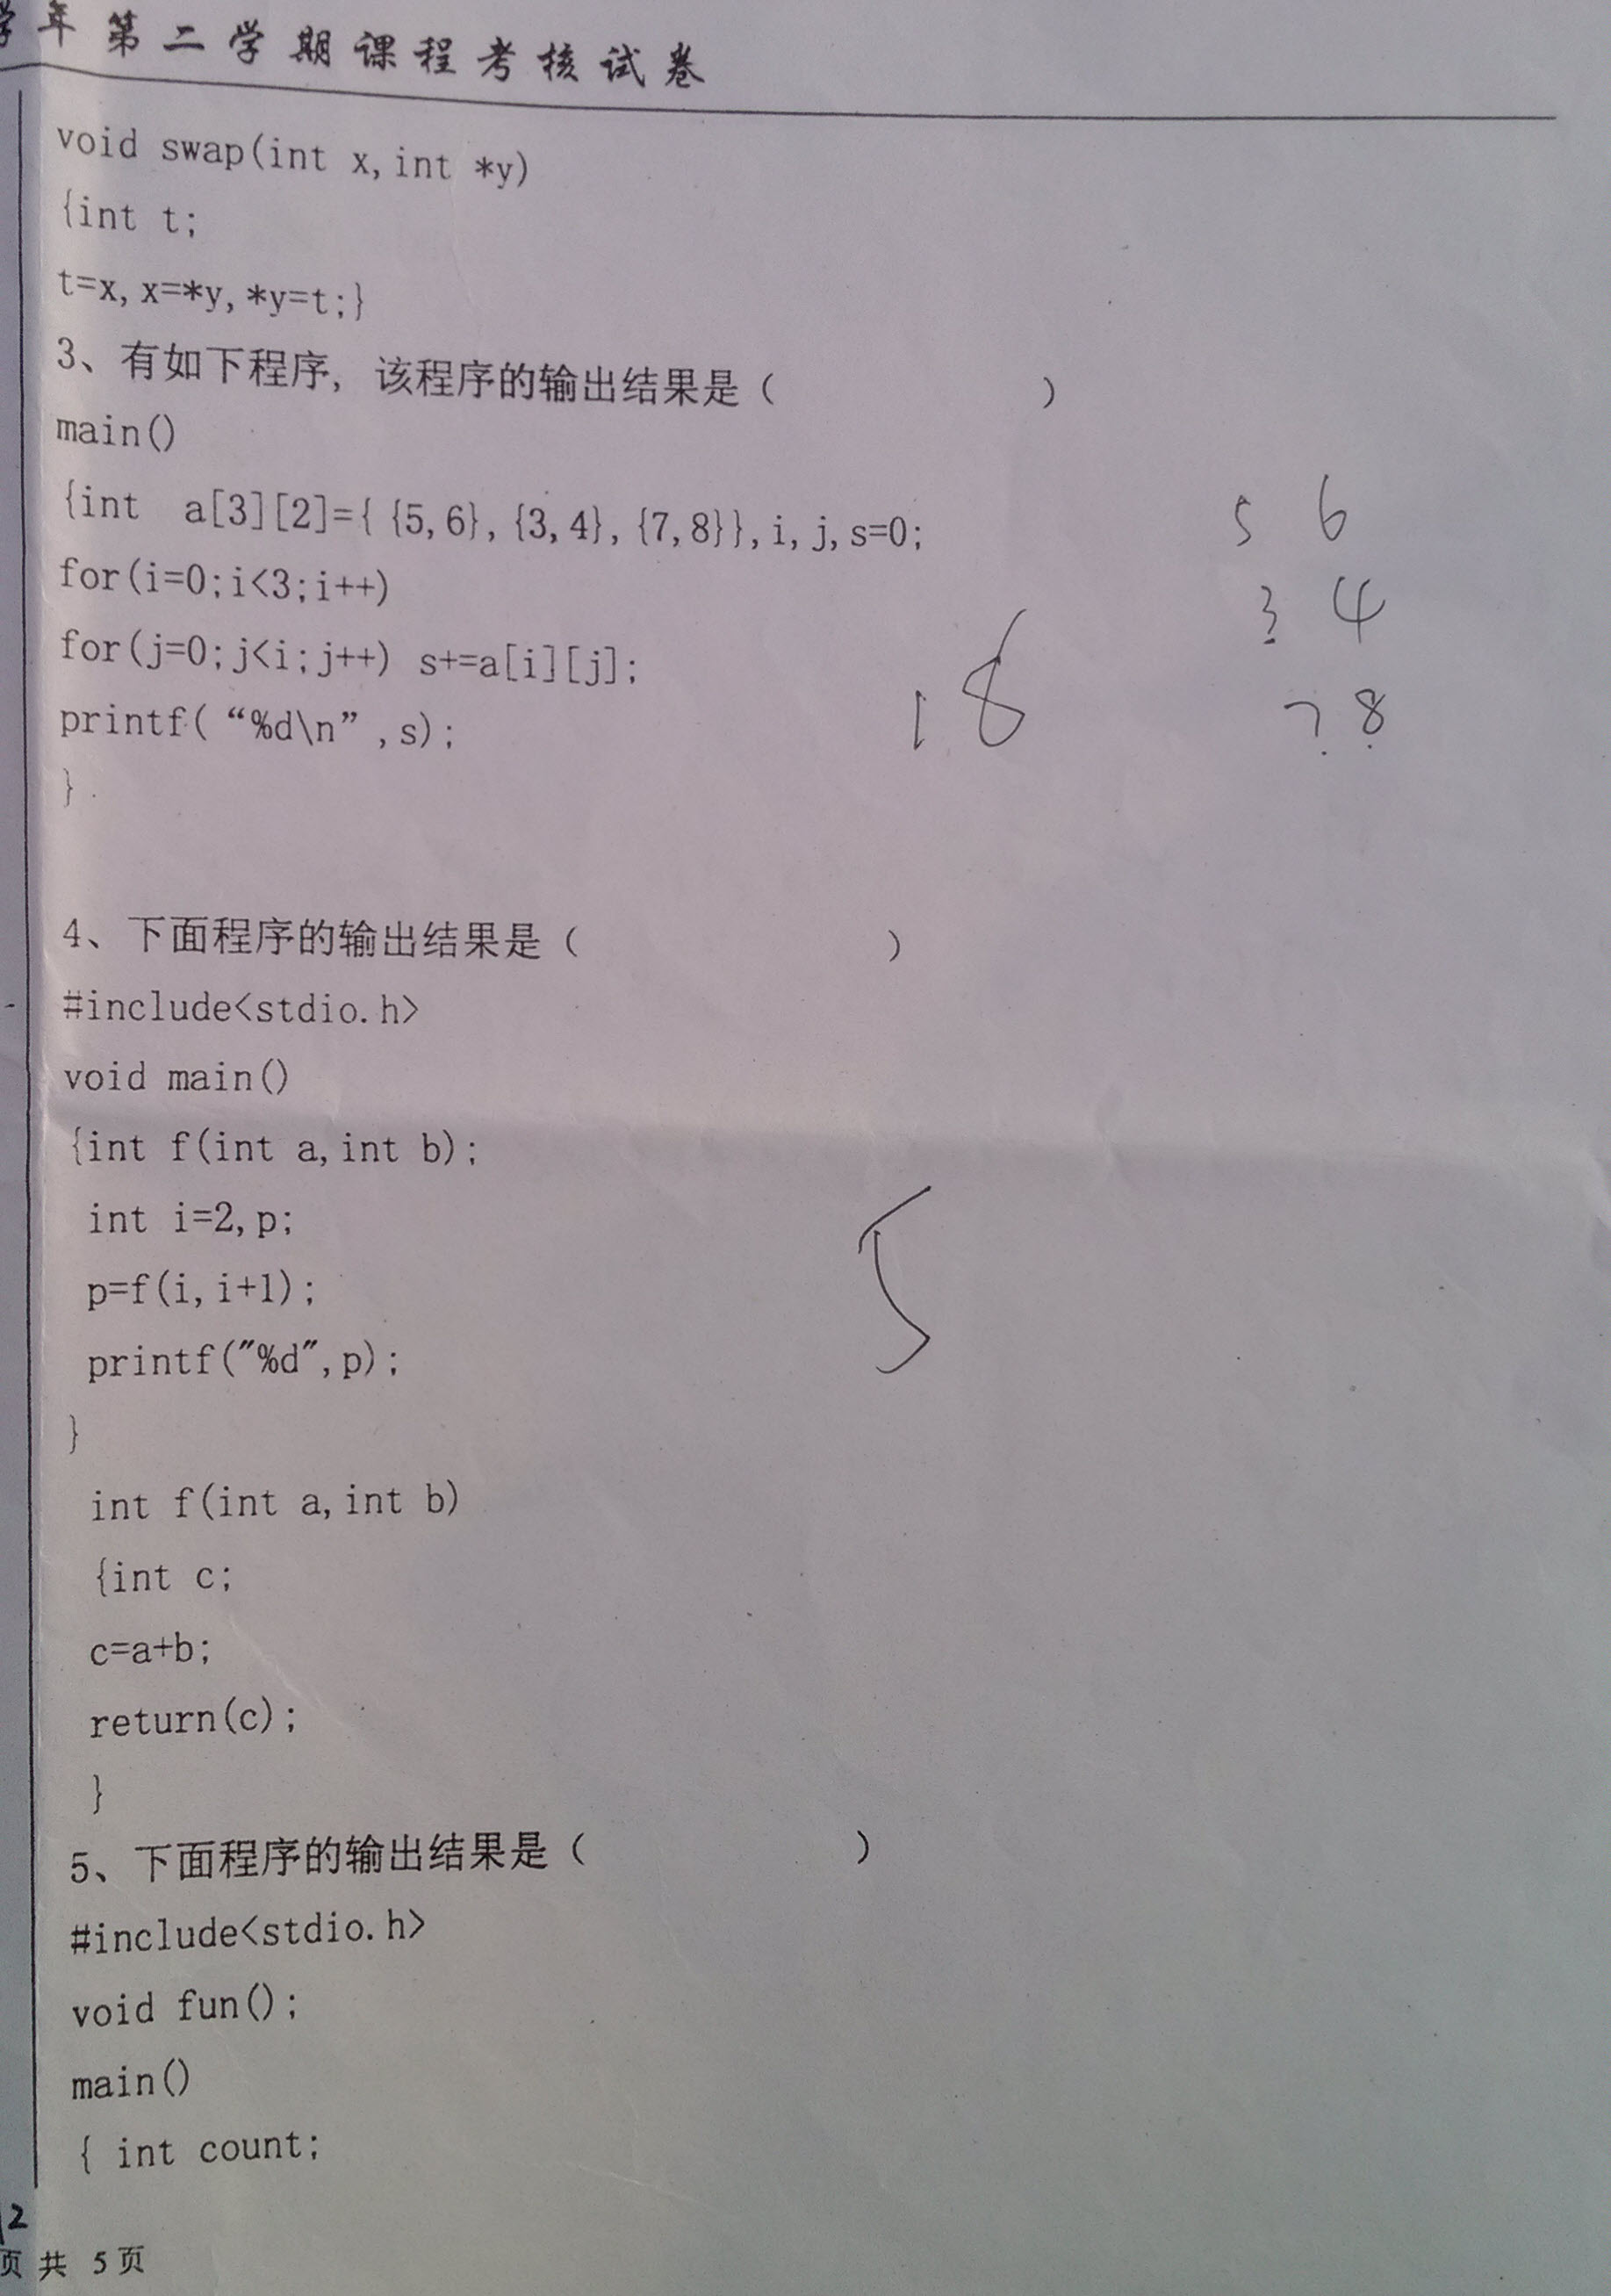 年第二学期课程考核试卷
void swap(int x,int *y)
{int t;
t=x,x=*y,*y=t;}
3、有如下程序，该程序的输出结果是（ ）
main()
{int a[3][2]={ {5,6},{3,4},{7,8}},i,j,s=0;
5 6
for(i=0;i<3;i++)
3 4
for(j=0;j<i;j++) s+=a[i][j];
18
7 8
printf(“%d\n”,s);
}
4、下面程序的输出结果是（ ）
#include<stdio.h>
void main()
{int f(int a,int b);
int i=2,p;
p=f(i,i+1);
5
printf("%d",p);
}
int f(int a,int b)
{int c;
c=a+b;
return(c);
}
5、下面程序的输出结果是（ ）
#include<stdio.h>
void fun();
main()
{ int count;
2
页 共 5 页